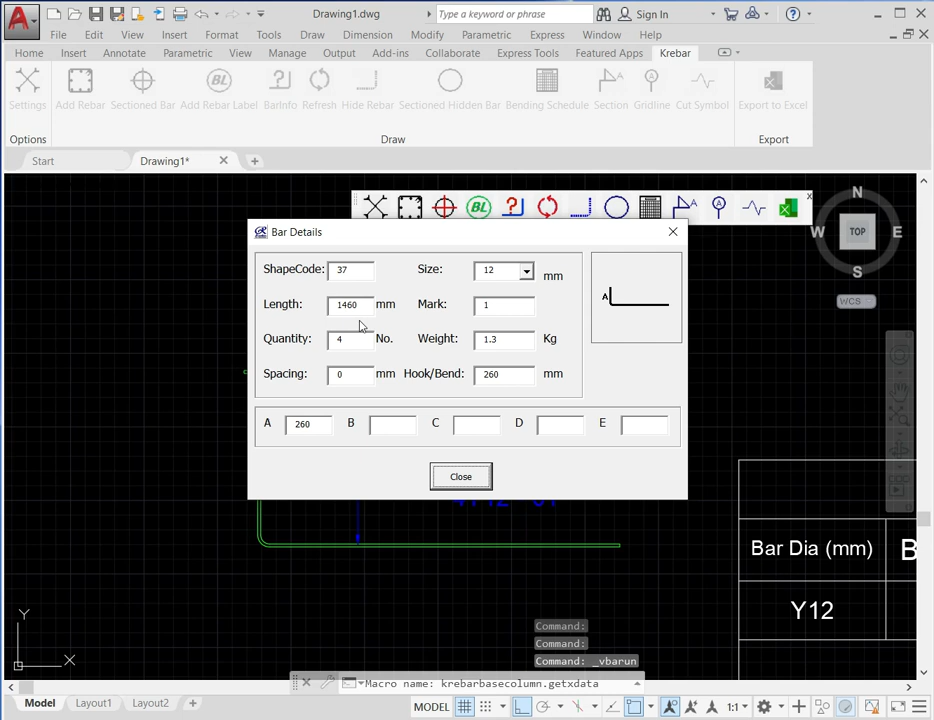 A Drawing1.dwg Type a keyword or phrase Sign In
File Edit View Insert Format Tools Draw Dimension Modify Parametric Express Window Help
Home Insert Annotate Parametric View Manage Output Add-ins Collaborate Express Tools Featured Apps Krebar
Settings Add Rebar Sectioned Bar Add Rebar Label BarInfo Refresh Hide Rebar Sectioned Hidden Bar Bending Schedule Section Gridline Cut Symbol Export to Excel
Options Draw Export
Start Drawing1*
BL
N
W TOP E
S
WCS
Bar Details
ShapeCode: 37 Size: 12 mm
Length: 1460 mm Mark: 1
Quantity: 4 No. Weight: 1.3 Kg
Spacing: 0 mm Hook/Bend: 260 mm
A
A 260 B C D E
Close
Bar Dia (mm) B
Y12
Y
X
Command:
Command:
Command: _vbarun
Macro name: krebarbasecolumn.getxdata
Model Layout1 Layout2 + MODEL 1:1